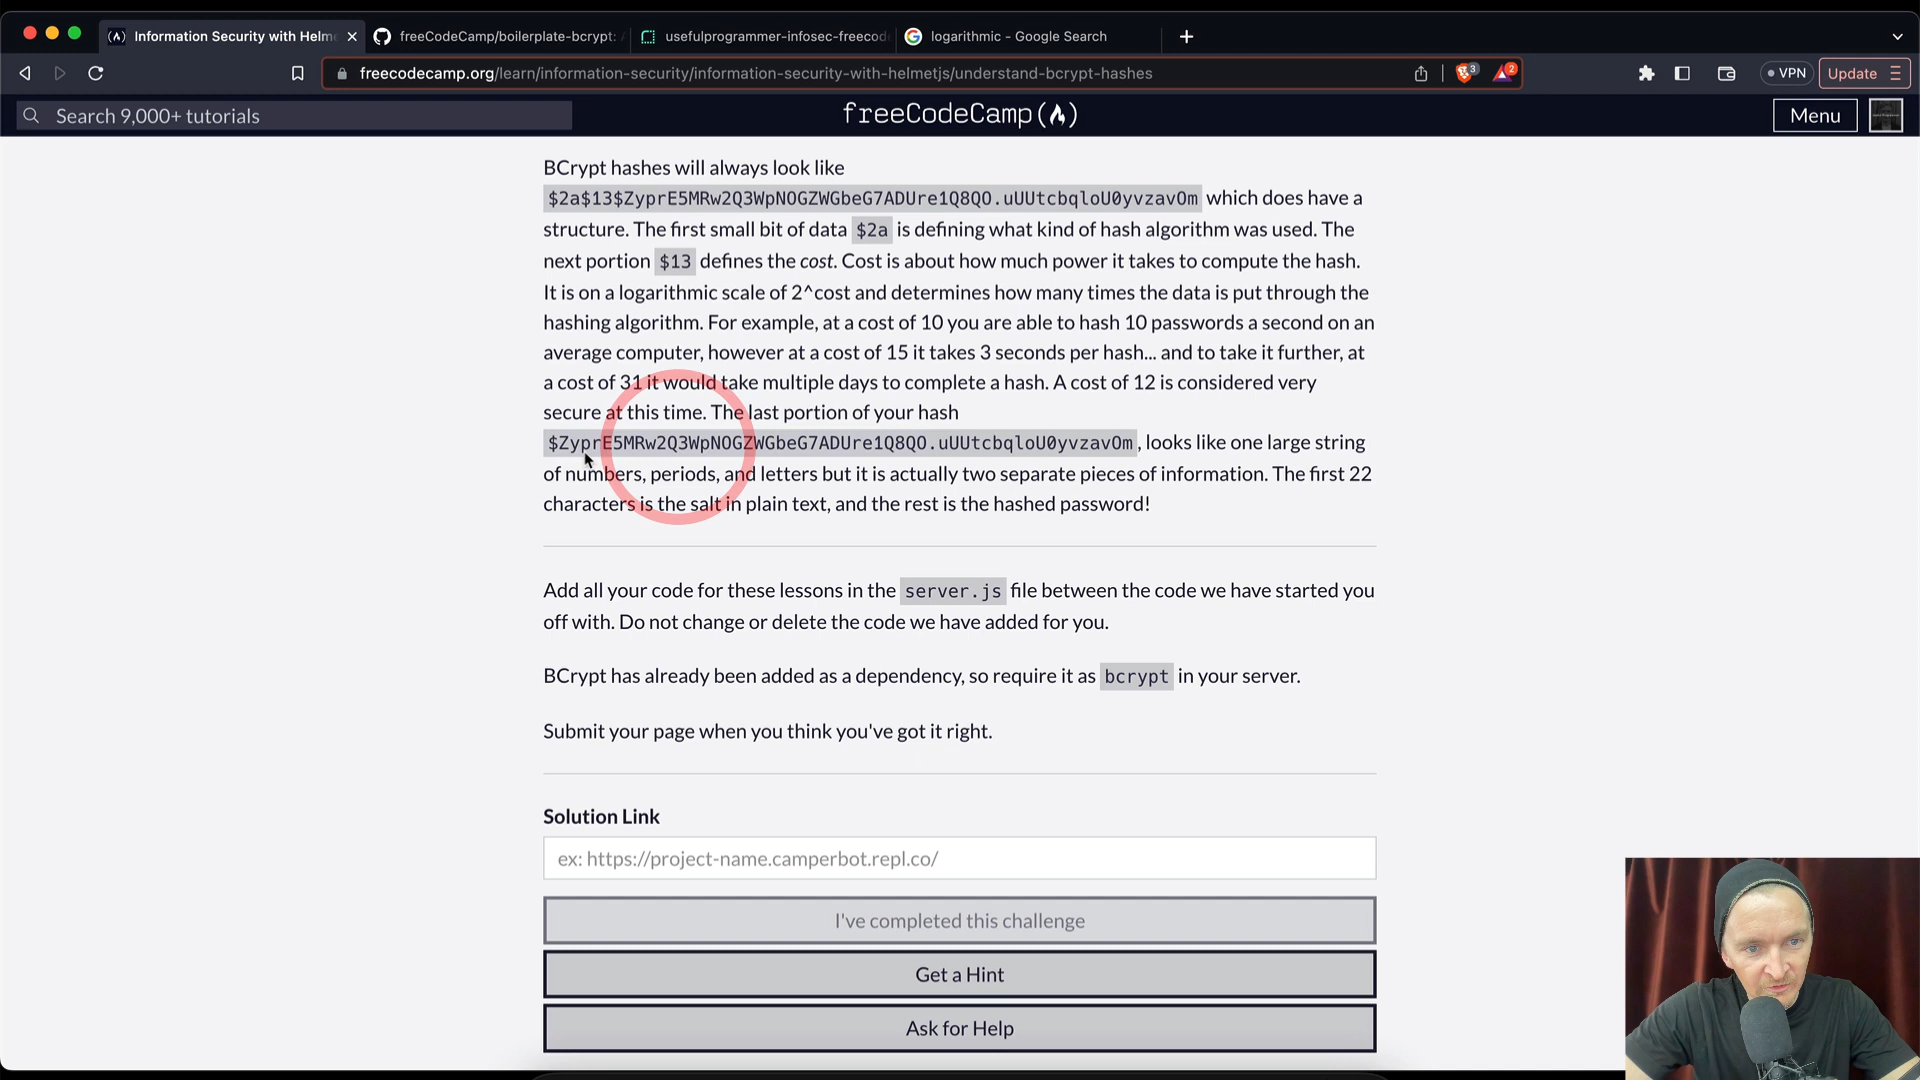 Information Security with Helme
freeCodeCamp/boilerplate-bcrypt: A
usefulprogrammer-infosec-freecod
logarithmic - Google Search
freecodecamp.org/learn/information-security/information-security-with-helmetjs/understand-bcrypt-hashes
3
2
VPN
Update
Search 9,000+ tutorials
freeCodeCamp
Menu
BCrypt hashes will always look like
$2a$13$ZyprE5MRw2Q3WpNOGZWGbeG7ADUre1Q8QO.uUUtcbqloU0yvzavOm which does have a
structure. The first small bit of data $2a is defining what kind of hash algorithm was used. The
next portion $13 defines the cost. Cost is about how much power it takes to compute the hash.
It is on a logarithmic scale of 2^cost and determines how many times the data is put through the
hashing algorithm. For example, at a cost of 10 you are able to hash 10 passwords a second on an
average computer, however at a cost of 15 it takes 3 seconds per hash... and to take it further, at
a cost of 31 it would take multiple days to complete a hash. A cost of 12 is considered very
secure at this time. The last portion of your hash
$ZyprE5MRw2Q3WpNOGZWGbeG7ADUre1Q8QO.uUUtcbqloU0yvzavOm, looks like one large string
of numbers, periods, and letters but it is actually two separate pieces of information. The first 22
characters is the salt in plain text, and the rest is the hashed password!
Add all your code for these lessons in the server.js file between the code we have started you
off with. Do not change or delete the code we have added for you.
BCrypt has already been added as a dependency, so require it as bcrypt in your server.
Submit your page when you think you've got it right.
Solution Link
ex: https://project-name.camperbot.repl.co/
I've completed this challenge
Get a Hint
Ask for Help